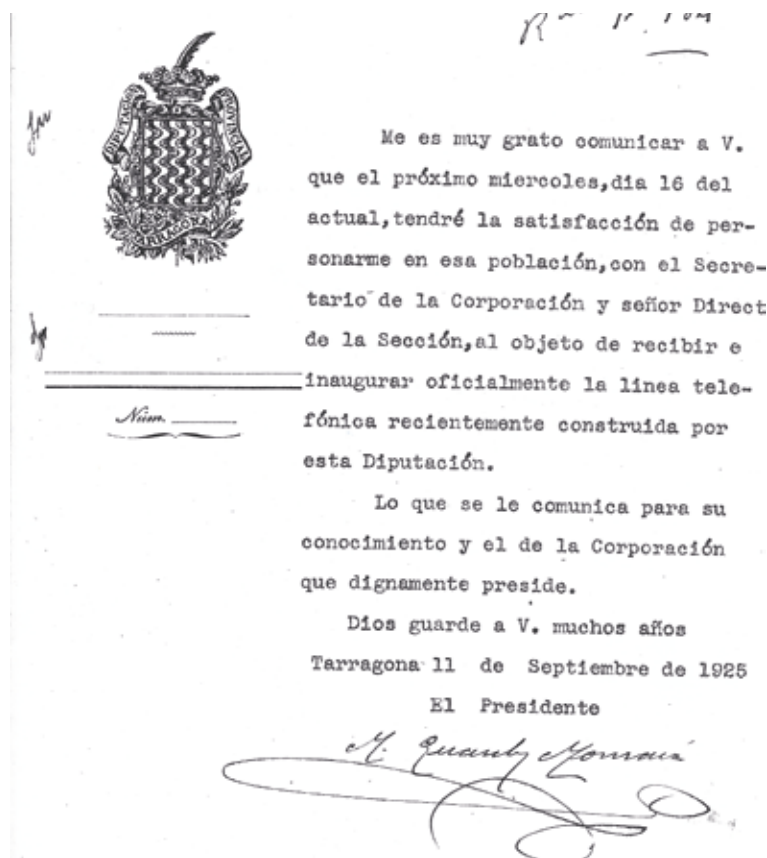 DIPUTACIÓN PROVINCIAL
TARRAGONA
Núm.
Me es muy grato comunicar a V.
que el próximo miercoles,dia 16 del
actual,tendré la satisfacción de per-
sonarme en esa población,con el Secre-
tario de la Corporación y señor Direct
de la Sección,al objeto de recibir e
inaugurar oficialmente la linea tele-
fónica recientemente construida por
esta Diputación.
Lo que se le comunica para su
conocimiento y el de la Corporación
que dignamente preside.
Dios guarde a V. muchos años
Tarragona 11 de Septiembre de 1925
El Presidente
M.